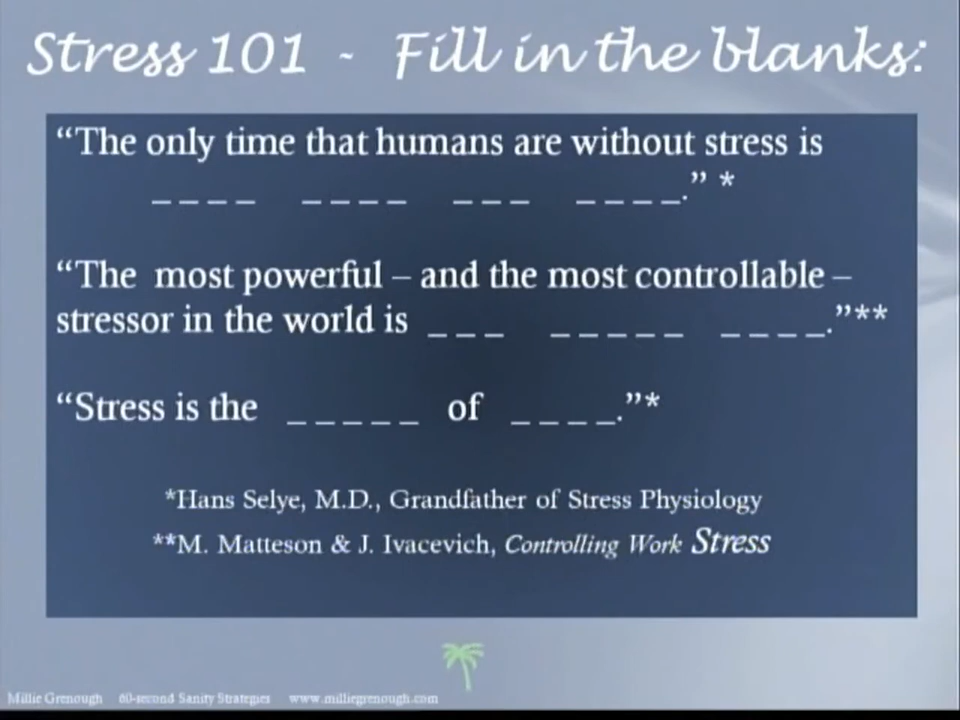 Stress 101 - Fill in the blanks:
“The only time that humans are without stress is
_ _ _ _ _ _ _ _ _ _ _ _ _ _ _.” *
“The most powerful – and the most controllable –
stressor in the world is _ _ _ _ _ _ _ _ _ _ _ _.”**
“Stress is the _ _ _ _ _ of _ _ _ _.”*
*Hans Selye, M.D., Grandfather of Stress Physiology
**M. Matteson & J. Ivacevich, Controlling Work Stress
Millie Grenough 60-second Sanity Strategies www.milliegrenough.com